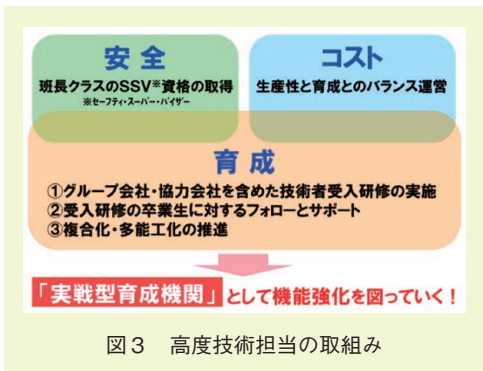 安全
班長クラスのSSV※資格の取得
※セーフティ・スーパー・バイザー
コスト
生産性と育成とのバランス運営
育成
①グループ会社・協力会社を含めた技術者受入研修の実施
②受入研修の卒業生に対するフォローとサポート
③複合化・多能工化の推進
「実戦型育成機関」として機能強化を図っていく！
図3　高度技術担当の取組み